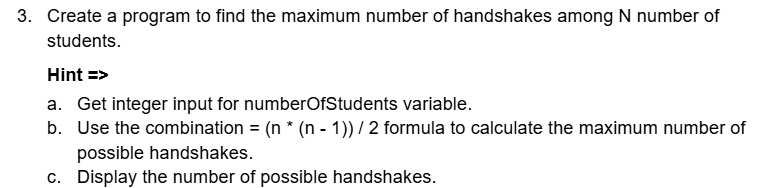 3. Create a program to find the maximum number of handshakes among N number of
students.
Hint =>
a. Get integer input for numberOfStudents variable.
b. Use the combination = (n * (n - 1)) / 2 formula to calculate the maximum number of
possible handshakes.
c. Display the number of possible handshakes.